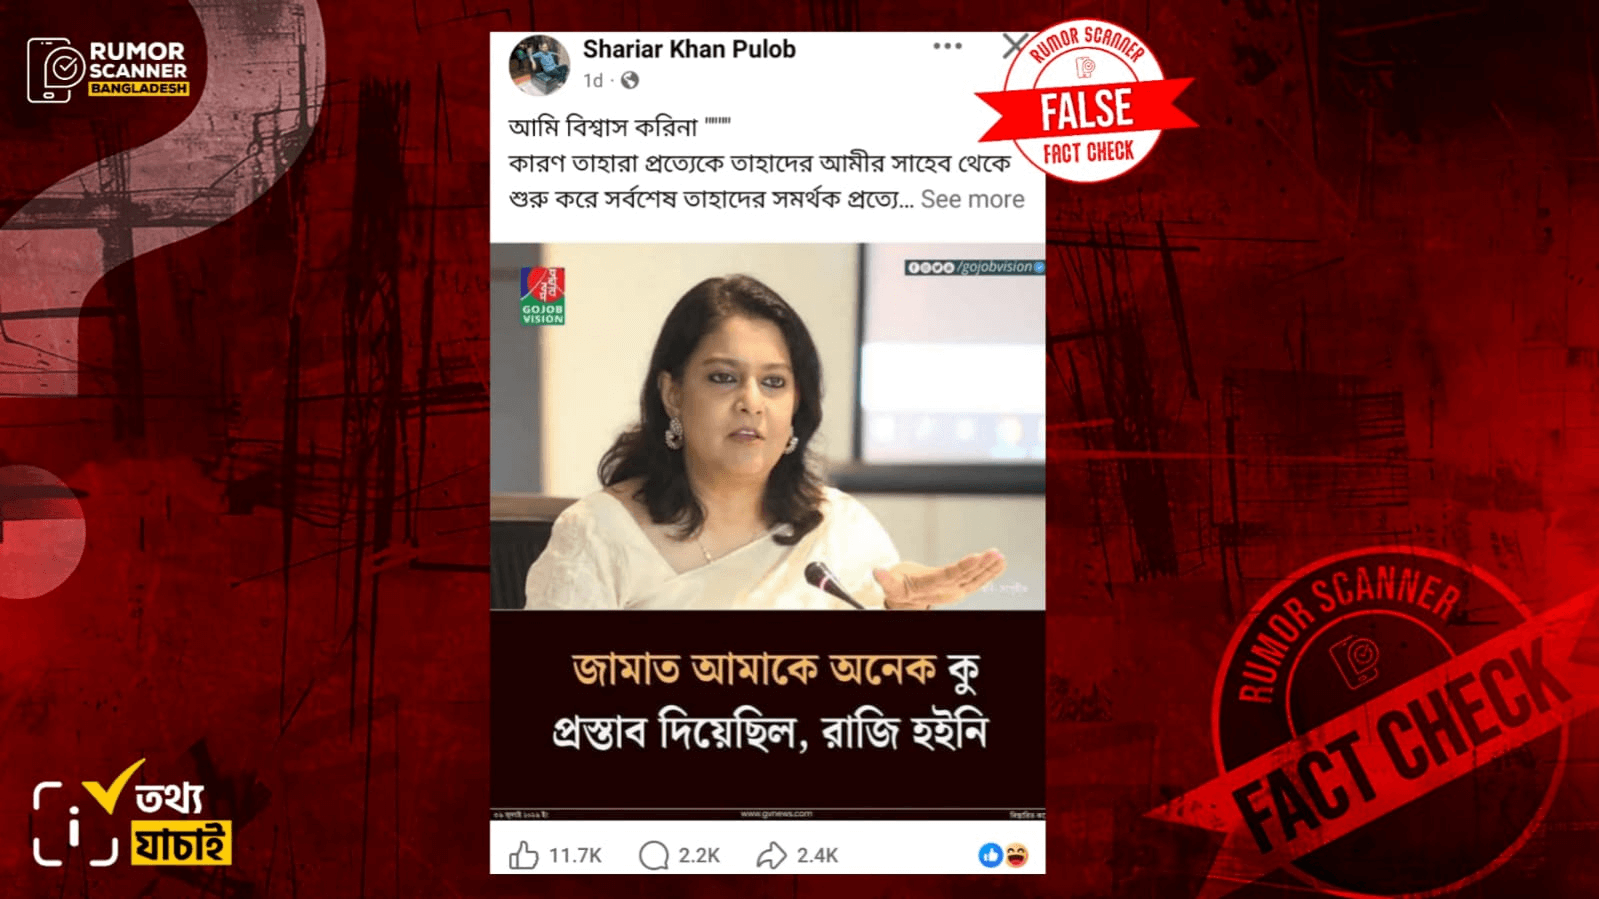 RUMOR
SCANNER
BANGLADESH
Shariar Khan Pulob
1d ·
আমি বিশ্বাস করিনা """"
কারণ তাহারা প্রত্যেকে তাহাদের আমীর সাহেব থেকে
শুরু করে সর্বশেষ তাহাদের সমর্থক প্রত্যে... See more
RUMOR SCANNER
FALSE
FACT CHECK
GOJOB
VISION
/gojobvision
জামাত আমাকে অনেক কু
প্রস্তাব দিয়েছিল, রাজি হইনি
www.gvnews.com
11.7K 2.2K 2.4K
তথ্য
যাচাই
RUMOR SCANNER
FACT CHECK